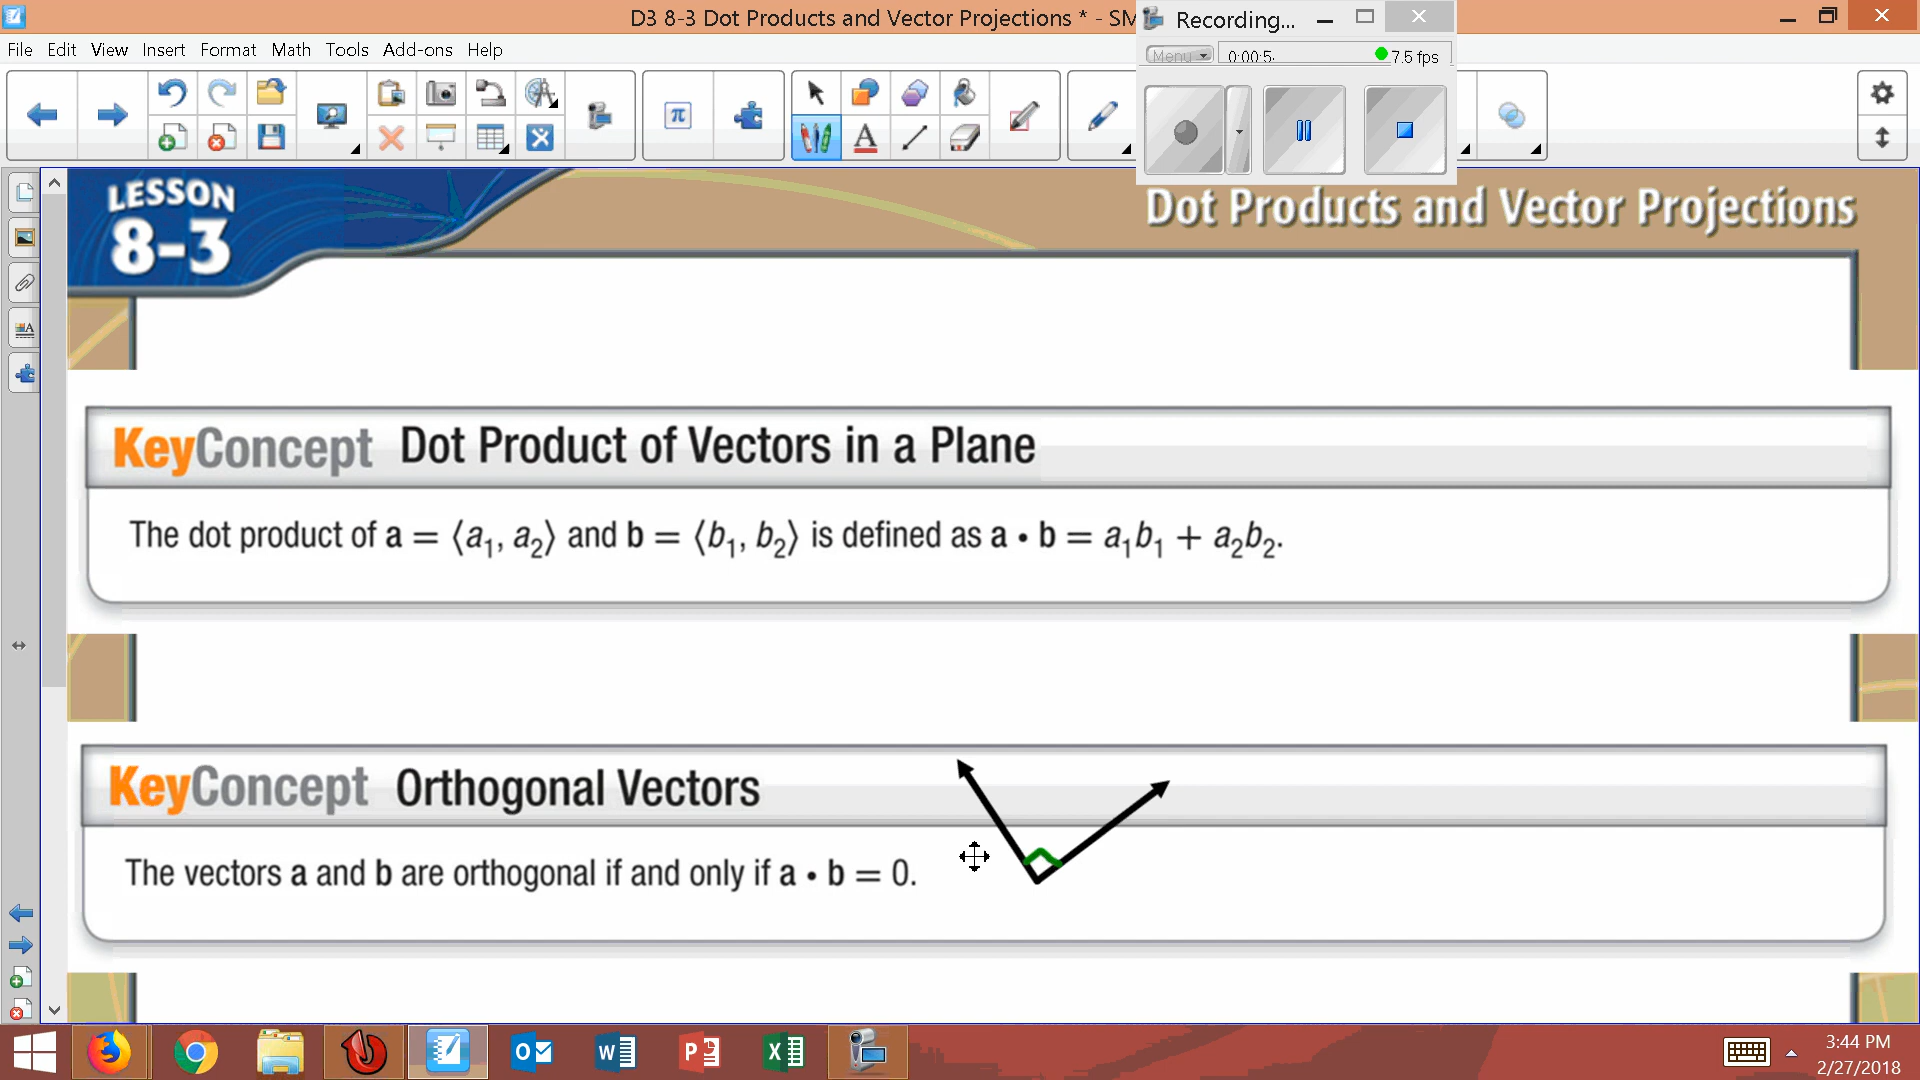 D3 8-3 Dot Products and Vector Projections * - SM
Recording...
File Edit View Insert Format Math Tools Add-ons Help
Menu
0:00:5
7.5 fps
π
A
LESSON
8-3
Dot Products and Vector Projections
KeyConcept Dot Product of Vectors in a Plane
The dot product of a = ⟨a₁, a₂⟩ and b = ⟨b₁, b₂⟩ is defined as a • b = a₁b₁ + a₂b₂.
KeyConcept Orthogonal Vectors
The vectors a and b are orthogonal if and only if a • b = 0.
3:44 PM
2/27/2018